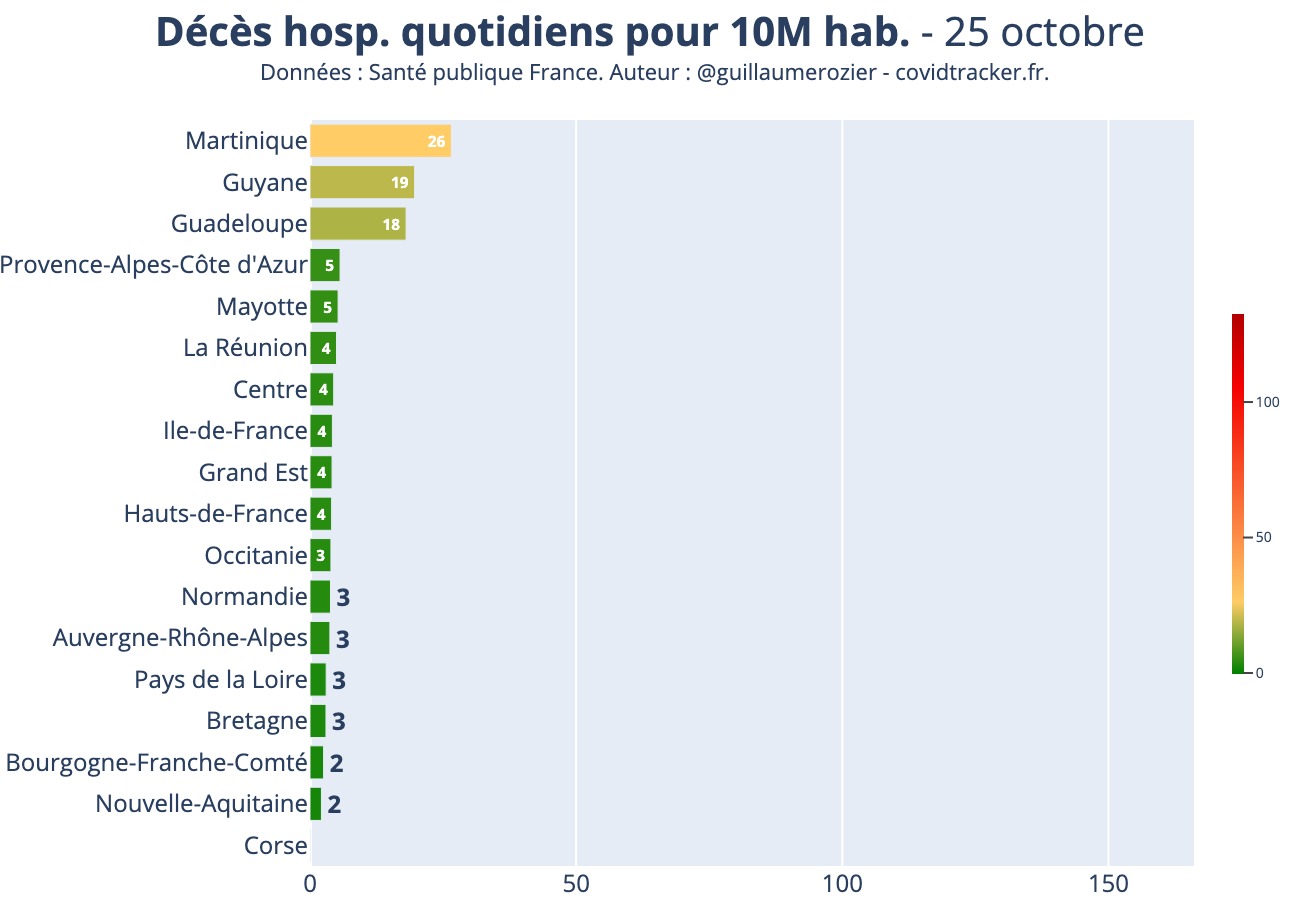 Décès hosp. quotidiens pour 10M hab. - 25 octobre
Données : Santé publique France. Auteur : @guillaumerozier - covidtracker.fr.
Martinique 26
Guyane 19
Guadeloupe 18
Provence-Alpes-Côte d'Azur 5
Mayotte 5
La Réunion 4
Centre 4
Ile-de-France 4
Grand Est 4
Hauts-de-France 4
Occitanie 3
Normandie 3
Auvergne-Rhône-Alpes 3
Pays de la Loire 3
Bretagne 3
Bourgogne-Franche-Comté 2
Nouvelle-Aquitaine 2
Corse
0 50 100 150
100
50
0